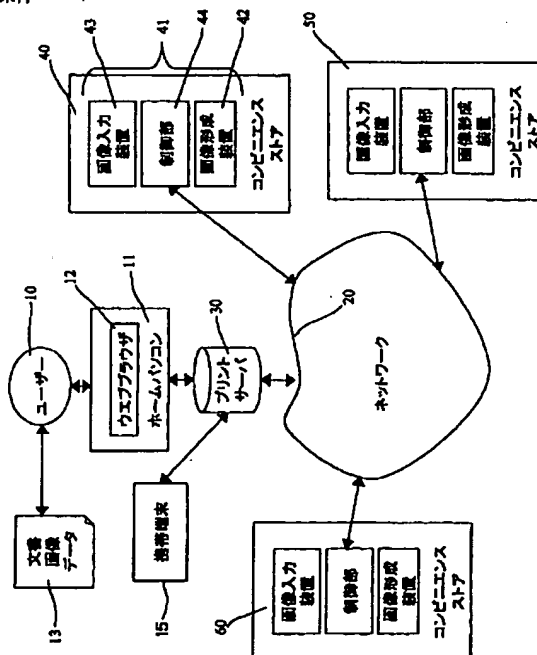 条件
40
41
43
画像入力
装置
44
制御部
42
画像形成
装置
コンビニエンス
ストア
50
画像入力
装置
制御部
画像形成
装置
コンビニエンス
ストア
10
ユーザー
12
ウエブブラウザ
11
ホームパソコン
30
プリント
サーバ
20
ネットワーク
文書
画像
データ
13
携帯端末
15
60
画像入力
装置
制御部
画像形成
装置
コンビニエンス
ストア